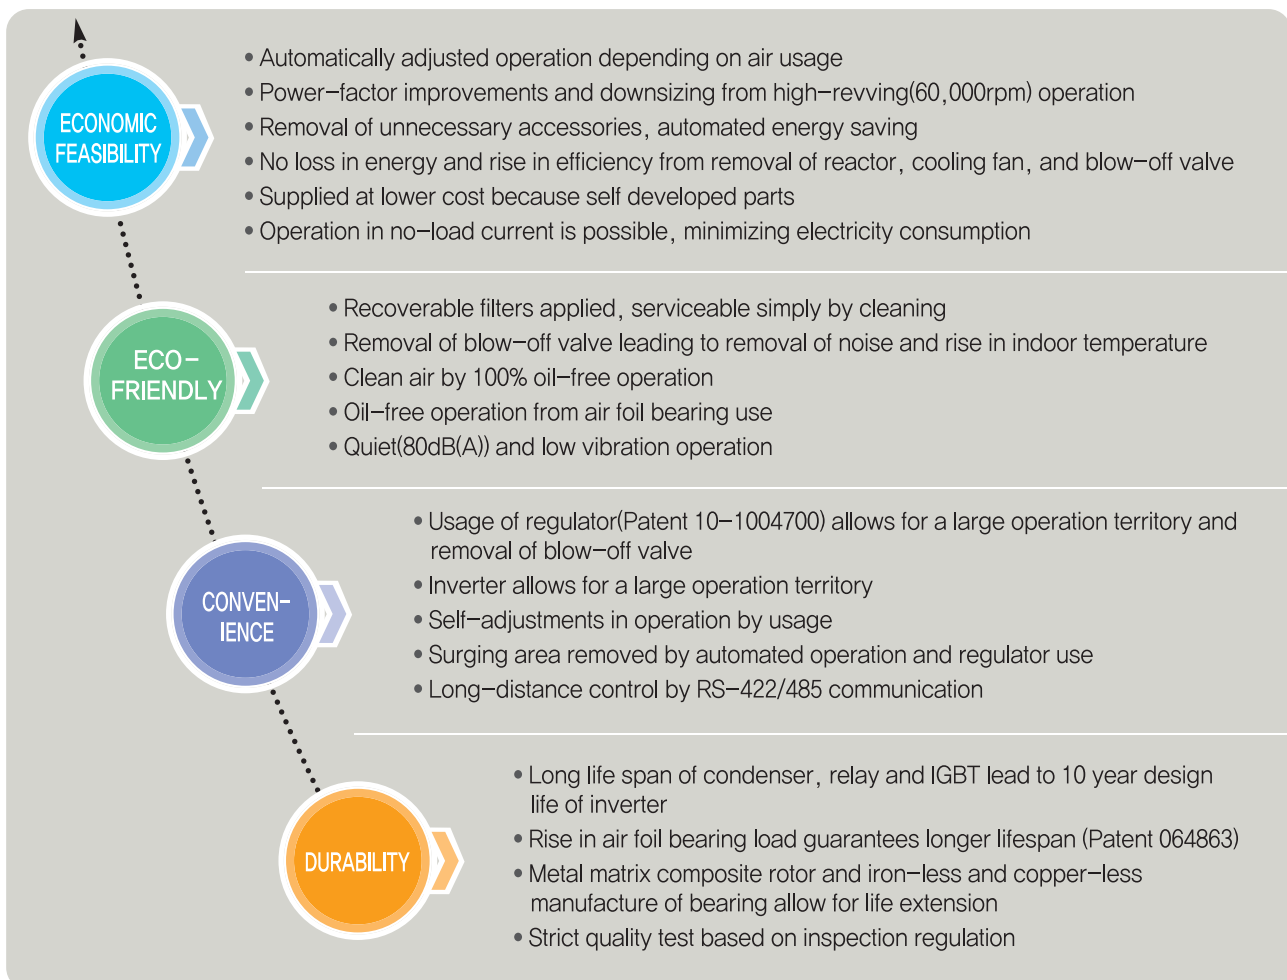 ECONOMIC
FEASIBILITY
• Automatically adjusted operation depending on air usage
• Power-factor improvements and downsizing from high-revving(60,000rpm) operation
• Removal of unnecessary accessories, automated energy saving
• No loss in energy and rise in efficiency from removal of reactor, cooling fan, and blow-off valve
• Supplied at lower cost because self developed parts
• Operation in no-load current is possible, minimizing electricity consumption
ECO-
FRIENDLY
• Recoverable filters applied, serviceable simply by cleaning
• Removal of blow-off valve leading to removal of noise and rise in indoor temperature
• Clean air by 100% oil-free operation
• Oil-free operation from air foil bearing use
• Quiet(80dB(A)) and low vibration operation
CONVEN-
IENCE
• Usage of regulator(Patent 10-1004700) allows for a large operation territory and
removal of blow-off valve
• Inverter allows for a large operation territory
• Self-adjustments in operation by usage
• Surging area removed by automated operation and regulator use
• Long-distance control by RS-422/485 communication
DURABILITY
• Long life span of condenser, relay and IGBT lead to 10 year design
life of inverter
• Rise in air foil bearing load guarantees longer lifespan (Patent 064863)
• Metal matrix composite rotor and iron-less and copper-less
manufacture of bearing allow for life extension
• Strict quality test based on inspection regulation